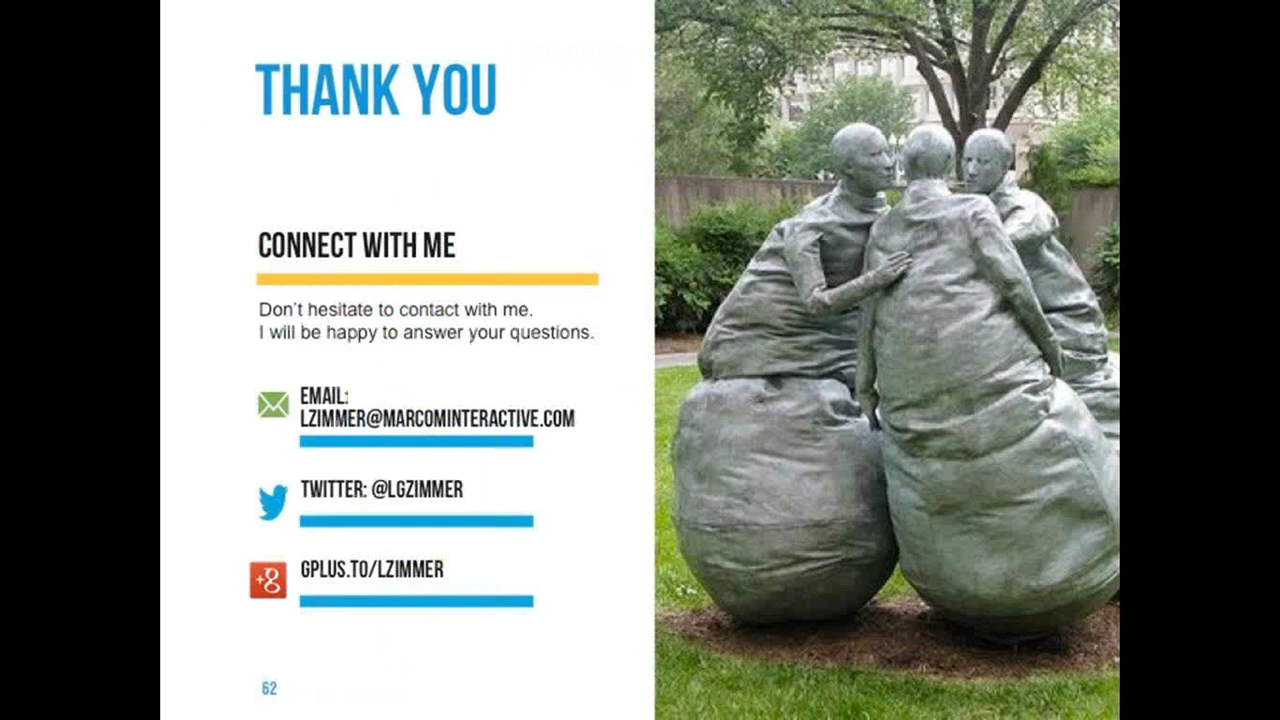 THANK YOU
CONNECT WITH ME
Don't hesitate to contact with me.
I will be happy to answer your questions.
EMAIL:
LZIMMER@MARCOMINTERACTIVE.COM
TWITTER: @LGZIMMER
+g
GPLUS.TO/LZIMMER
62